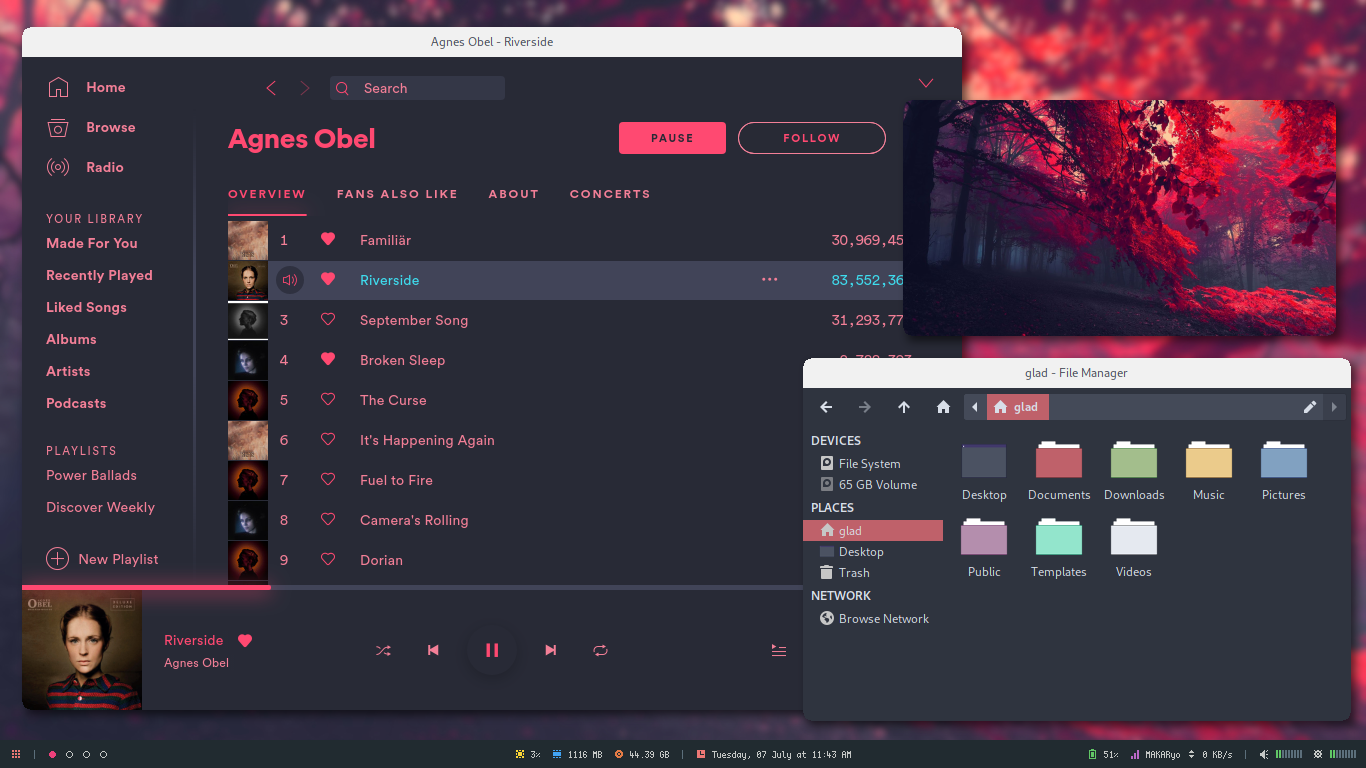 Agnes Obel - Riverside
Home
Browse
Radio
YOUR LIBRARY
Made For You
Recently Played
Liked Songs
Albums
Artists
Podcasts
PLAYLISTS
Power Ballads
Discover Weekly
New Playlist
Search
Agnes Obel
PAUSE
FOLLOW
OVERVIEW FANS ALSO LIKE ABOUT CONCERTS
1 Familiär 30,969,45
Riverside ... 83,552,36
3 September Song 31,293,77
4 Broken Sleep
5 The Curse
6 It's Happening Again
7 Fuel to Fire
8 Camera's Rolling
9 Dorian
OBEL
DELUXE
EDITION
Riverside
Agnes Obel
glad - File Manager
glad
DEVICES
File System
65 GB Volume
PLACES
glad
Desktop
Trash
NETWORK
Browse Network
Desktop Documents Downloads Music Pictures
Public Templates Videos
3% 1116 MB 44.39 GB | Tuesday, 07 July at 11:43 AM
51% MAKARyo 0 KB/s